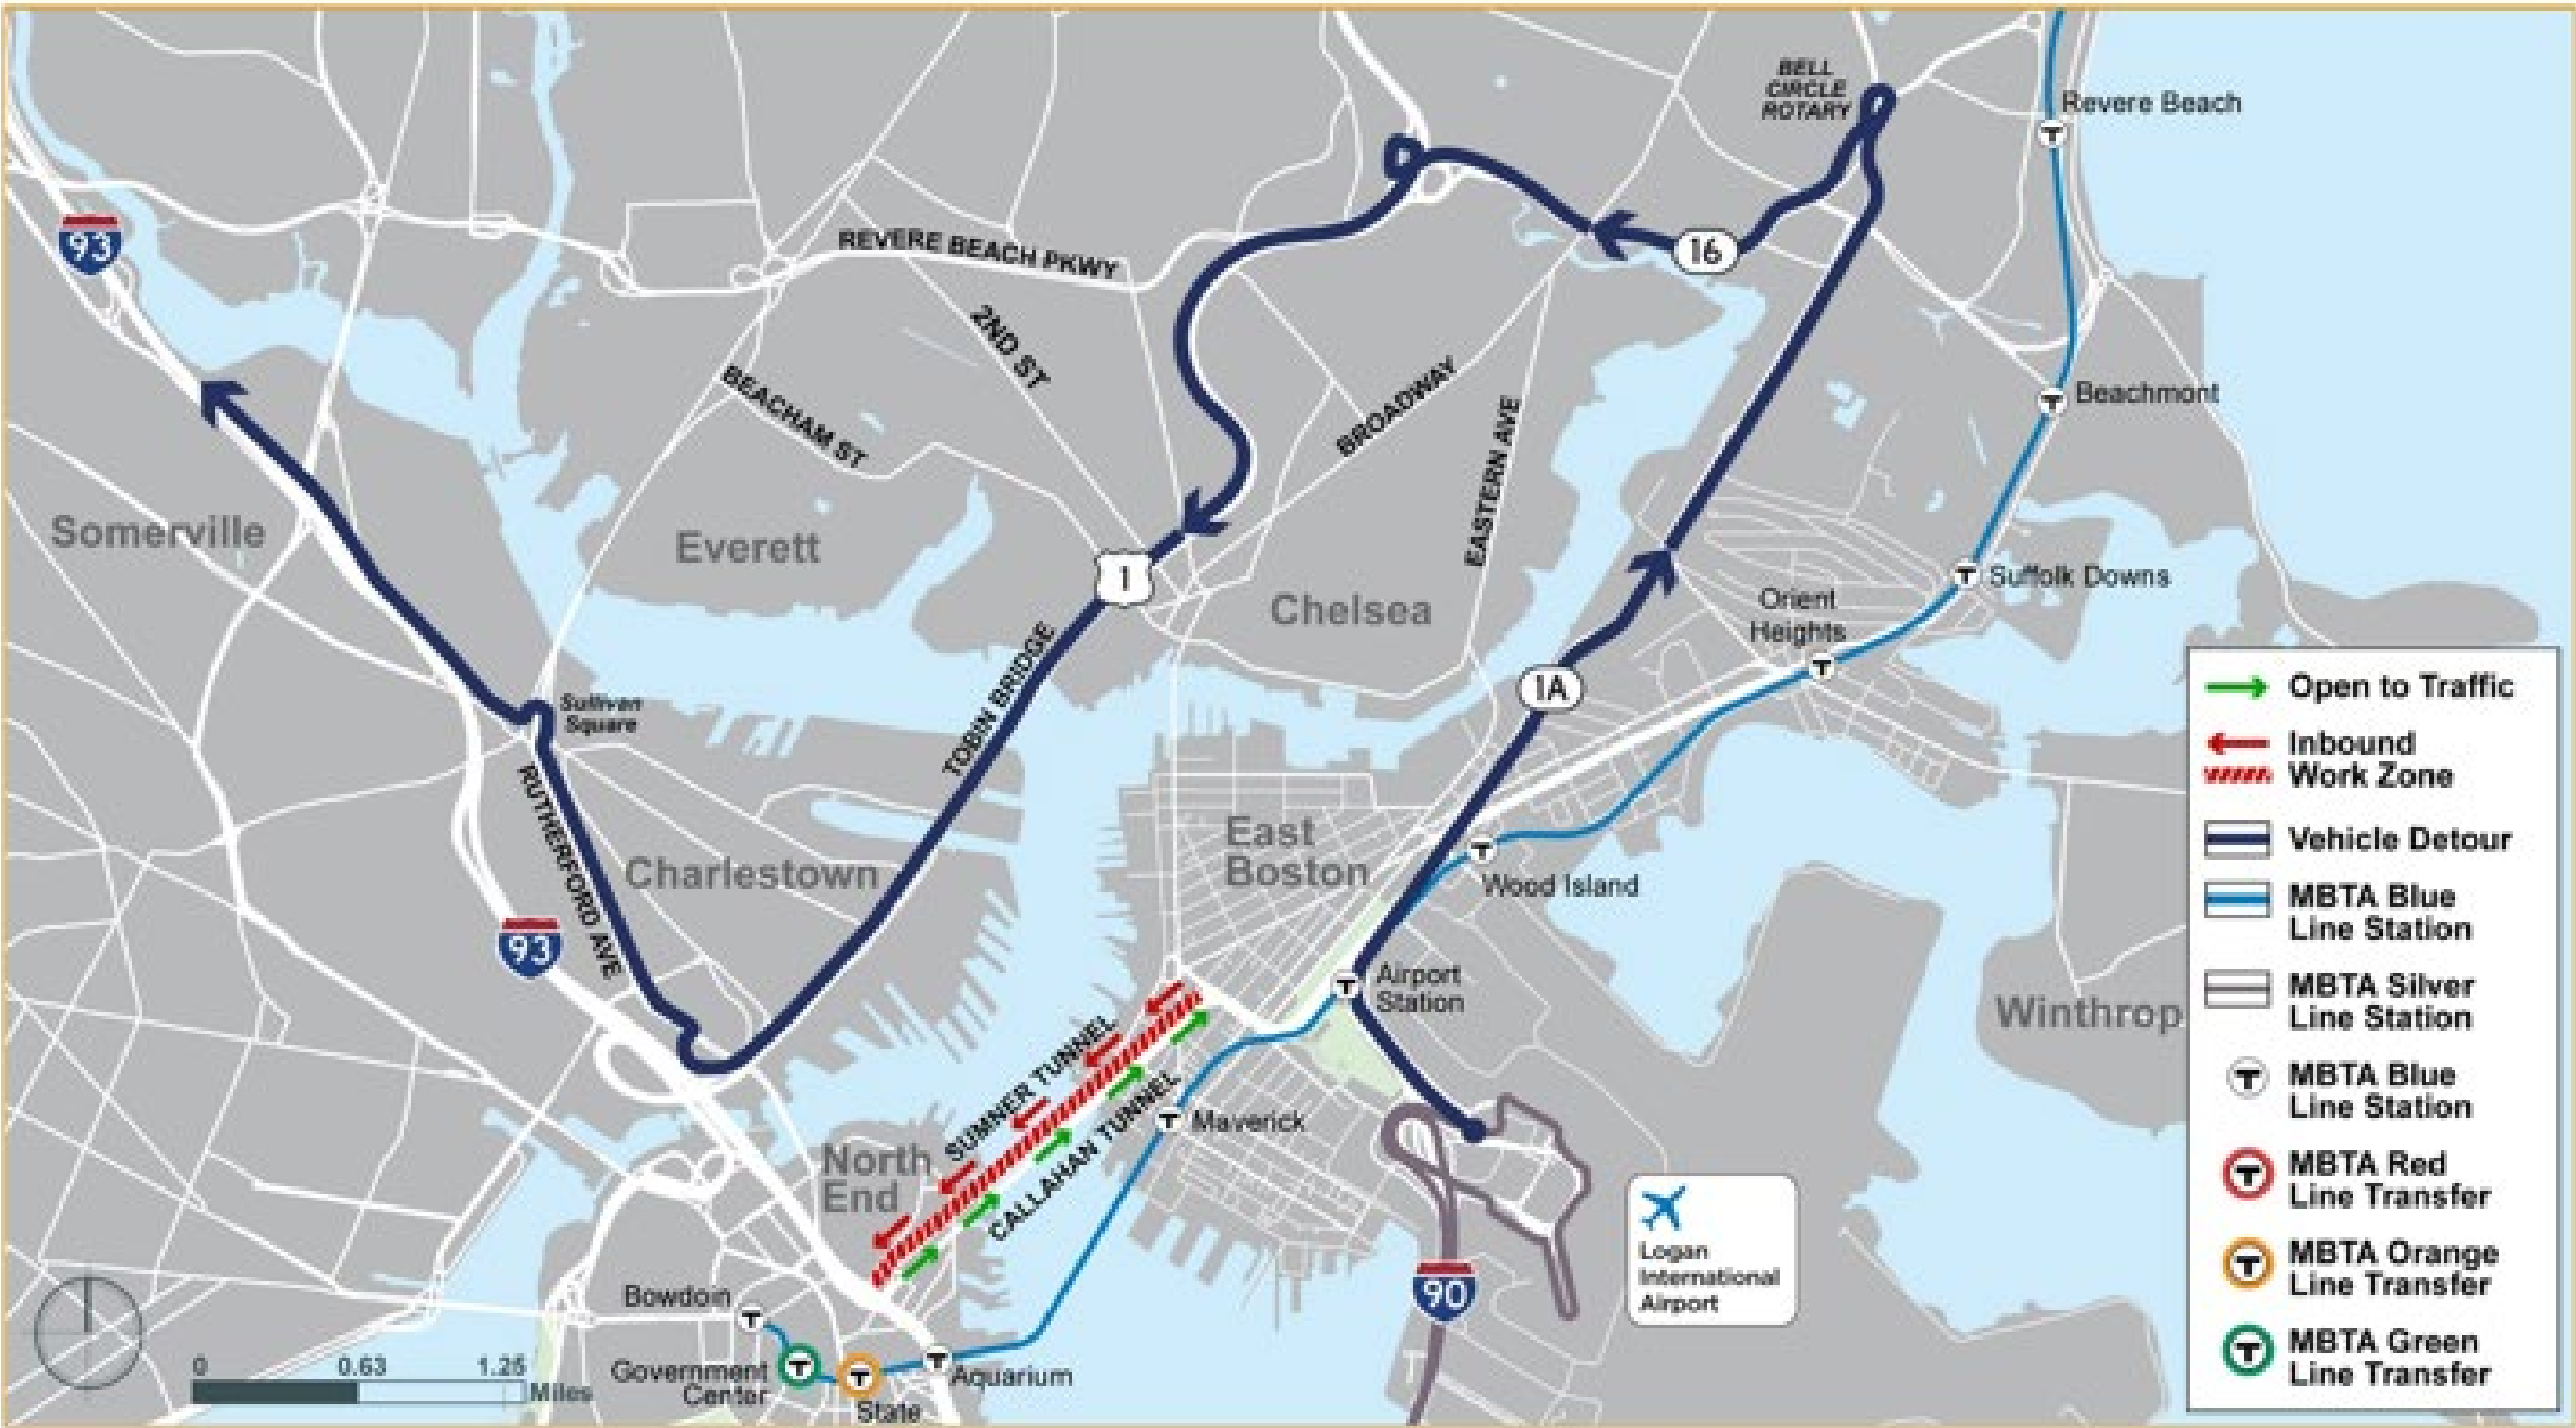 BELL
CIRCLE
ROTARY
Revere Beach
93
REVERE BEACH PKWY
16
2ND ST
BEACHAM ST
BROADWAY
EASTERN AVE
Beachmont
Somerville
Everett
1
Chelsea
Suffolk Downs
Orient
Heights
TOBIN BRIDGE
1A
Sullivan
Square
RUTHERFORD AVE
Charlestown
East
Boston
Wood Island
93
Airport
Station
Winthrop
SUMNER TUNNEL
CALLAHAN TUNNEL
Maverick
North
End
90
Logan
International
Airport
Bowdoin
Government
Center
State
Aquarium
0 0.63 1.25
Miles
Open to Traffic
Inbound
Work Zone
Vehicle Detour
MBTA Blue
Line Station
MBTA Silver
Line Station
T MBTA Blue
Line Station
T MBTA Red
Line Transfer
T MBTA Orange
Line Transfer
T MBTA Green
Line Transfer